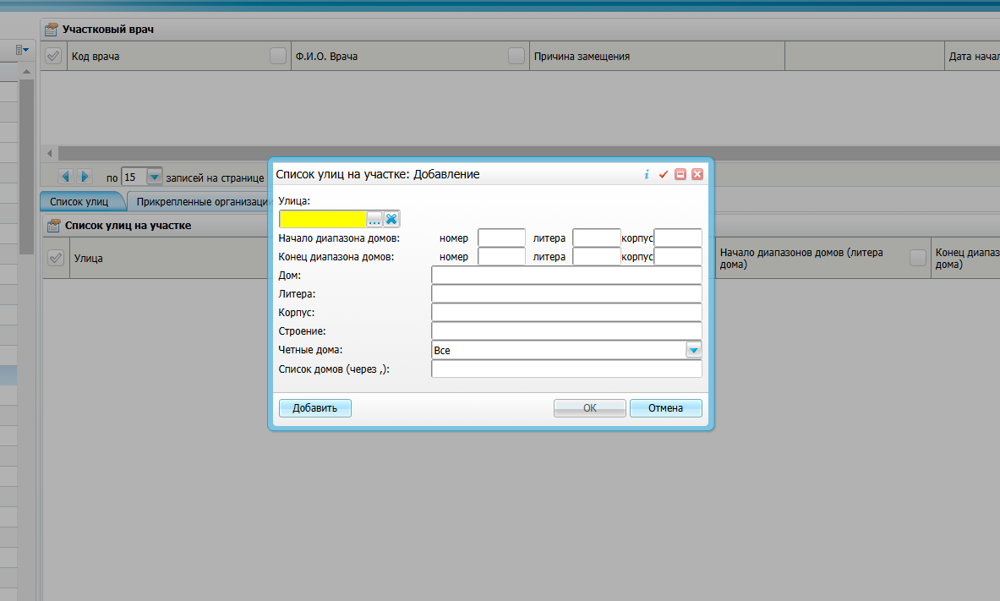 Участковый врач
Код врача Ф.И.О. Врача Причина замещения Дата начал
по 15 записей на странице
Список улиц Прикрепленные организаци
Список улиц на участке
Улица Начало диапазонов домов (литера дома) Конец диапаз дома)
Список улиц на участке: Добавление
Улица:
...
Начало диапазона домов: номер литера корпус
Конец диапазона домов: номер литера корпус
Дом:
Литера:
Корпус:
Строение:
Четные дома: Все
Список домов (через ,):
Добавить OK Отмена